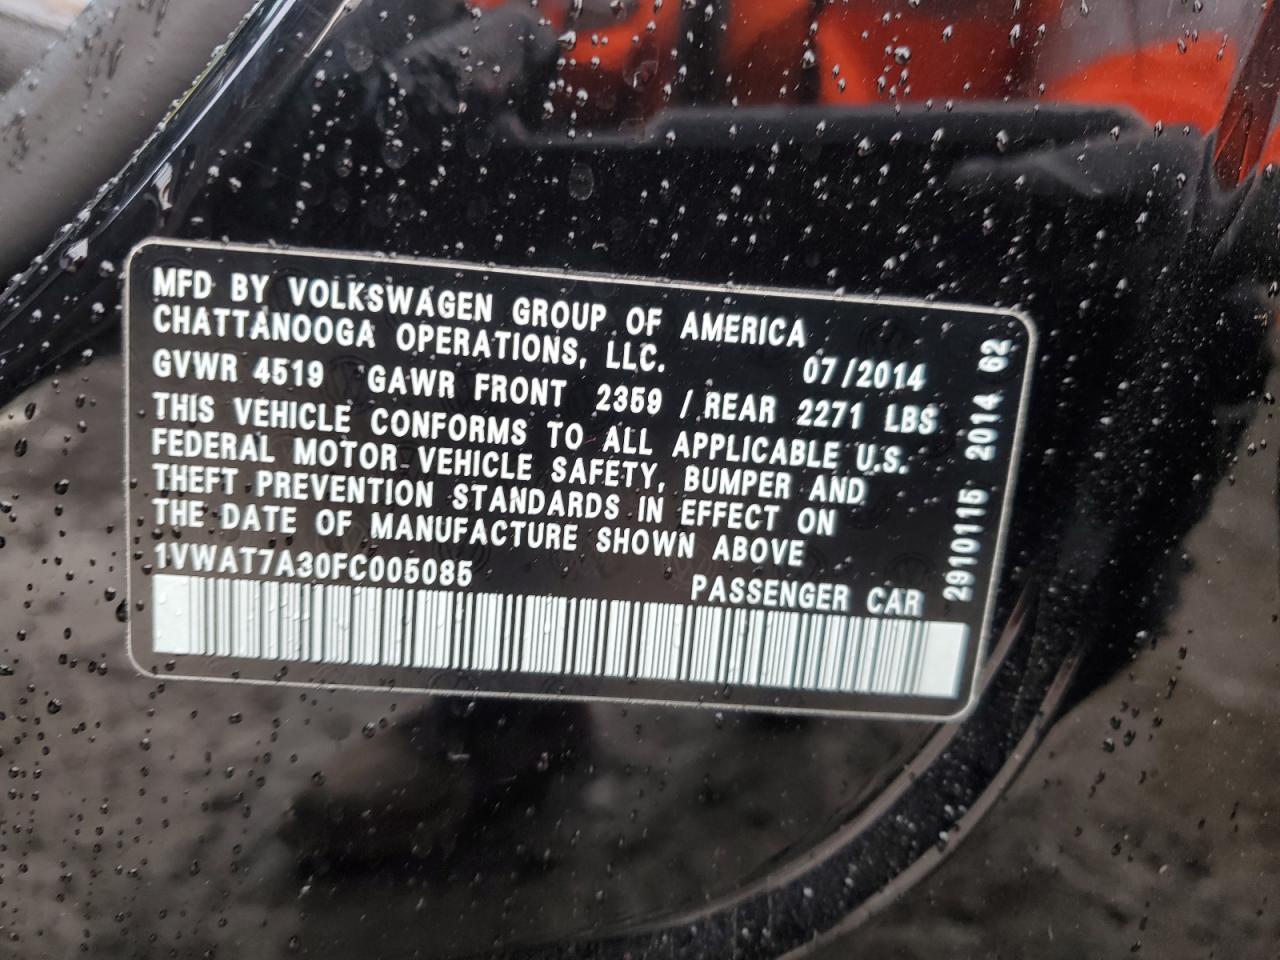 MFD BY VOLKSWAGEN GROUP OF AMERICA
CHATTANOOGA OPERATIONS, LLC. 07/2014
GVWR 4519 GAWR FRONT 2359 / REAR 2271 LBS
THIS VEHICLE CONFORMS TO ALL APPLICABLE U.S.
FEDERAL MOTOR VEHICLE SAFETY, BUMPER AND
THEFT PREVENTION STANDARDS IN EFFECT ON
THE DATE OF MANUFACTURE SHOWN ABOVE
1VWAT7A30FC005085 PASSENGER CAR
2910115 2014 62